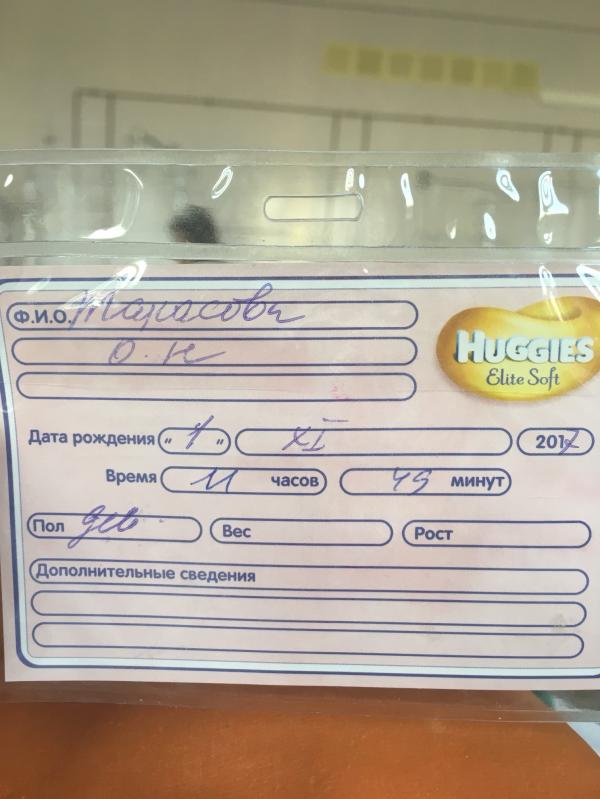 Ф.И.О. Тарасова
О.Н
HUGGIES
Elite Soft
Дата рождения "1" XI 2017
Время 11 часов 45 минут
Пол дев. Вес Рост
Дополнительные сведения